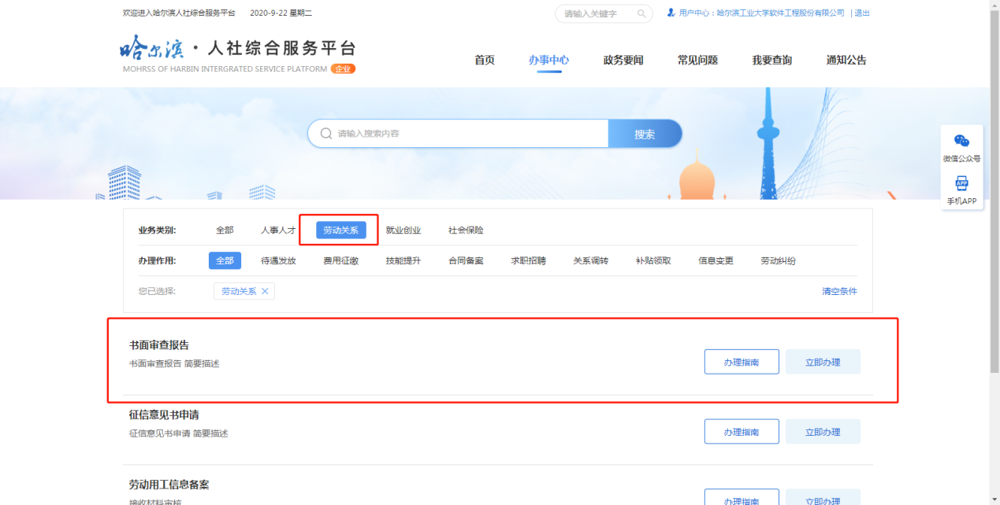 欢迎进入哈尔滨人社综合服务平台 2020-9-22 星期二
请输入关键字
用户中心：哈尔滨工业大学软件工程股份有限公司 | 退出
哈尔滨·人社综合服务平台
MOHRSS OF HARBIN INTERGRATED SERVICE PLATFORM 企业
首页 办事中心 政务要闻 常见问题 我要查询 通知公告
请输入搜索内容 搜索
微信公众号
APP
手机APP
业务类别: 全部 人事人才 劳动关系 就业创业 社会保险
办理作用: 全部 待遇发放 费用征缴 技能提升 合同备案 求职招聘 关系调转 补贴领取 信息变更 劳动纠纷
您已选择: 劳动关系 × 清空条件
书面审查报告
书面审查报告 简要描述
办理指南 立即办理
征信意见书申请
征信意见书申请 简要描述
办理指南 立即办理
劳动用工信息备案
接收材料审核
办理指南 立即办理